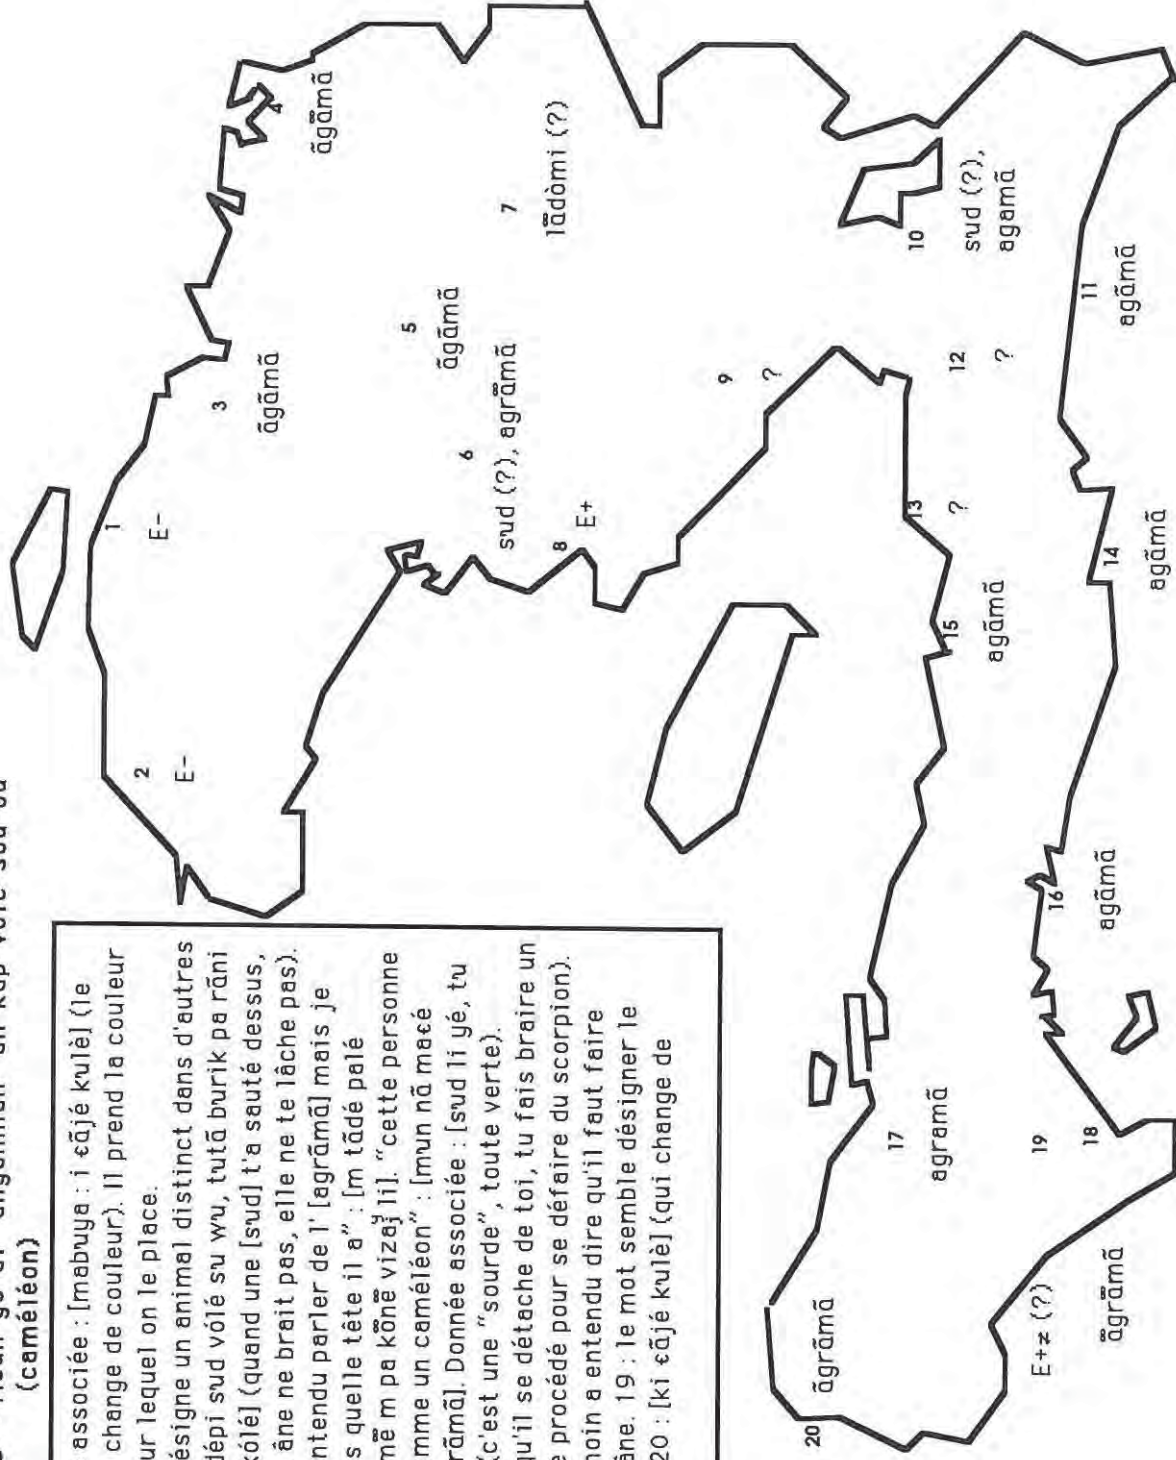 (caméléon)
associée : [mabuya : i ɛãjé kulè] (le
change de couleur). Il prend la couleur
ur lequel on le place.
ésigne un animal distinct dans d'autres
dépi sud vólé su wu, tutã burik pa rãni
kólé] (quand une [sud] t'a sauté dessus,
âne ne brait pas, elle ne te lâche pas).
ntendu parler de l' [agrãmã] mais je
s quelle tête il a" : [m tãdé palé
m pa kõnẽ vizaj li]. "cette personne
mme un caméléon" : [mun nã maɛé
rãmã]. Donnée associée : [sud li yé, tu
(c'est une "sourde", toute verte).
qu'il se détache de toi, tu fais braire un
e procédé pour se défaire du scorpion).
noin a entendu dire qu'il faut faire
âne. 19 : le mot semble désigner le
20 : [ki ɛãjé kulè] (qui change de
1
E-
2
E-
3
ãgãmã
4
ãgãmã
5
ãgãmã
6
sud (?), agrãmã
7
lãdòmi (?)
8
E+
9
?
10
sud (?),
agamã
11
agãmã
12
?
13
?
14
agãmã
15
agãmã
16
agãmã
17
agramã
18
ãgrãmã
19
E+≠ (?)
20
ãgrãmã